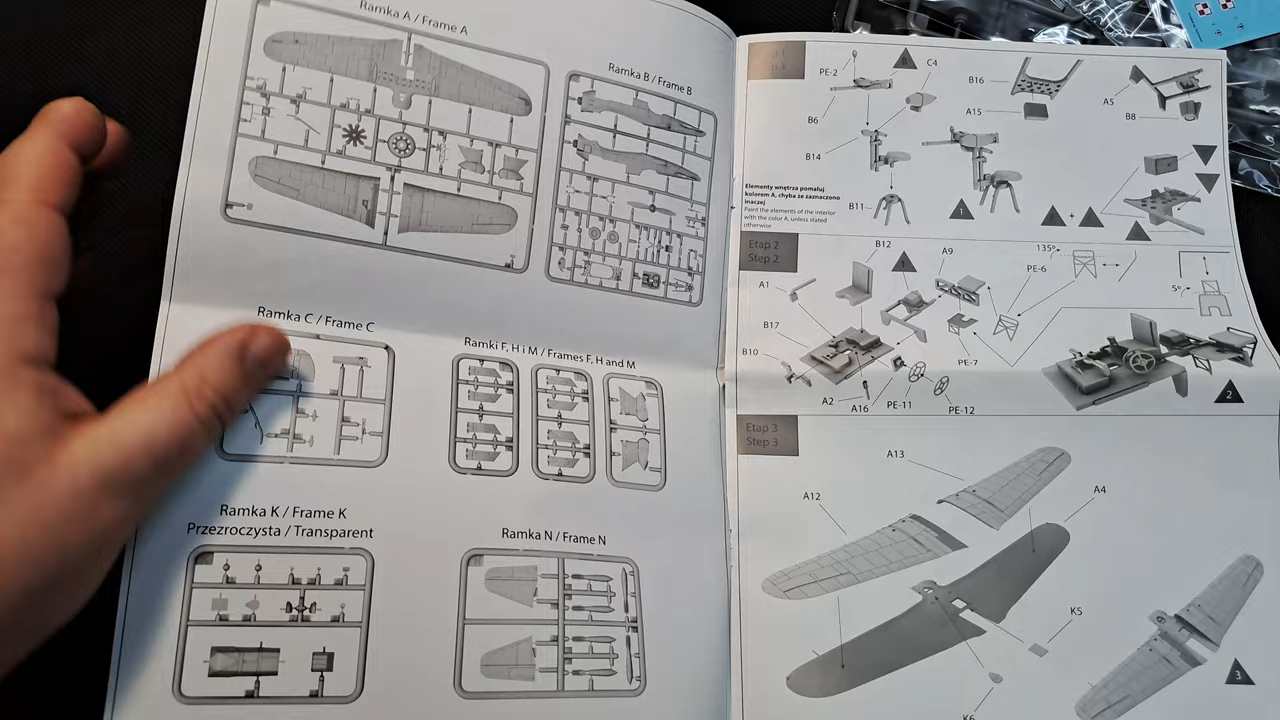 Ramka A / Frame A
Ramka B / Frame B
Ramka C / Frame C
Ramki F, H i M / Frames F, H and M
Ramka K / Frame K
Przezroczysta / Transparent
Ramka N / Frame N
PE-2
C4
B16
A5
B6
A15
B8
B14
B11
1
Elementy wnętrza pomaluj
kolorem A, chyba że zaznaczono
inaczej
Paint the elements of the interior
with the color A, unless stated
otherwise
+
Etap 2
Step 2
B12
A9
135°
PE-6
A1
1
5°
B17
B10
PE-7
A2
A16
PE-11
PE-12
2
Etap 3
Step 3
A13
A12
A4
K5
K6
3